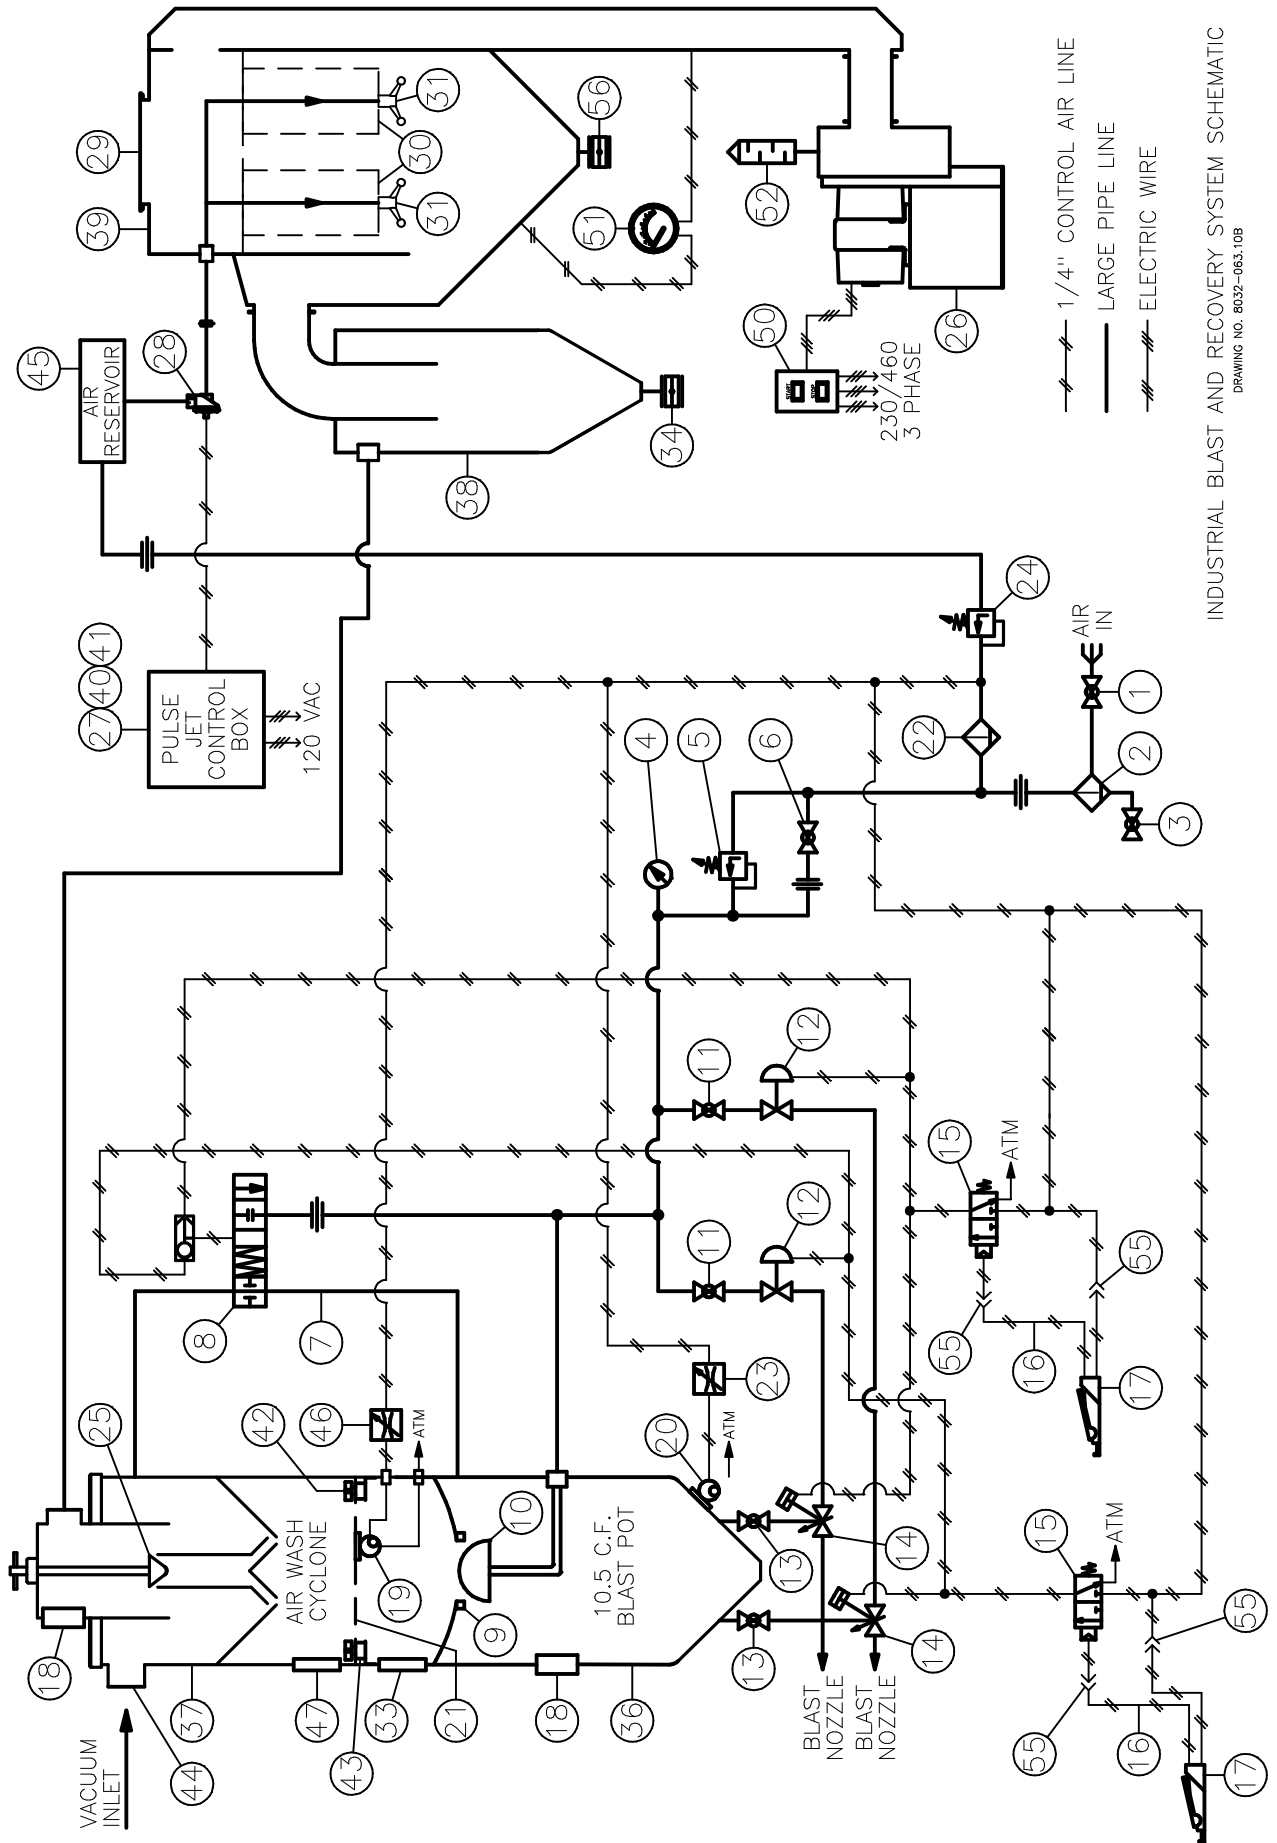 VACUUM
INLET
44
37
18
25
AIR WASH
CYCLONE
47
43
33
21
9
19
42
46
ATM
10
18
36
10.5 C.F.
BLAST POT
20
23
ATM
7
8
13
13
14
14
BLAST
NOZZLE
BLAST
NOZZLE
11
12
11
12
15
ATM
55
55
16
17
15
ATM
55
55
16
17
4
5
6
22
24
AIR
IN
1
2
3
27
40
41
PULSE
JET
CONTROL
BOX
120 VAC
45
AIR
RESERVOIR
28
39
29
31
30
31
56
38
34
51
52
50
START
STOP
230/460
3 PHASE
26
1/4" CONTROL AIR LINE
LARGE PIPE LINE
ELECTRIC WIRE
INDUSTRIAL BLAST AND RECOVERY SYSTEM SCHEMATIC
DRAWING NO. 8032-063.10B